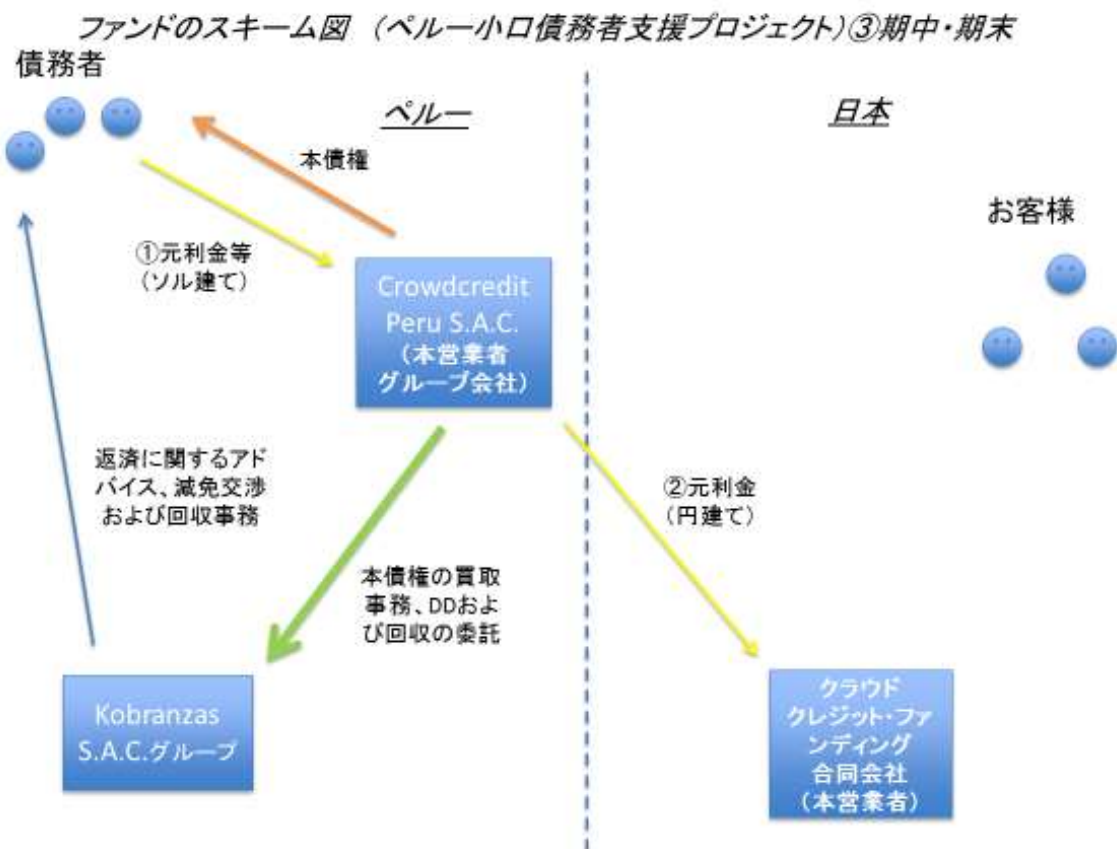 ファンドのスキーム図 (ペルー小口債務者支援プロジェクト)③期中・期末
債務者
ペルー
日本
本債権
お客様
①元利金等
(ソル建て)
Crowdcredit
Peru S.A.C.
(本営業者
グループ会社)
返済に関するアド
バイス、減免交渉
および回収事務
②元利金
(円建て)
本債権の買取
事務、DDおよ
び回収の委託
Kobranzas
S.A.C.グループ
クラウド
クレジット・ファ
ンディング
合同会社
(本営業者)